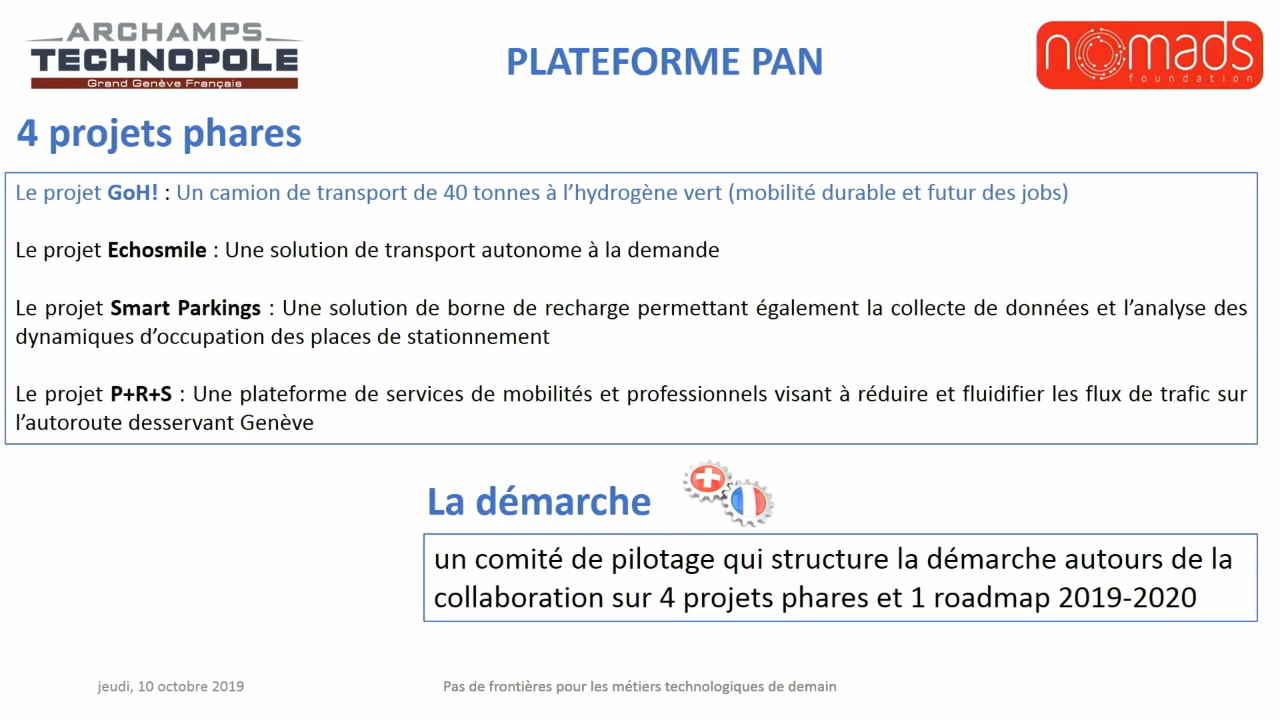 ARCHAMPS
TECHNOPOLE
Grand Genève Français
PLATEFORME PAN
nomads
foundation
4 projets phares
Le projet GoH! : Un camion de transport de 40 tonnes à l’hydrogène vert (mobilité durable et futur des jobs)
Le projet Echosmile : Une solution de transport autonome à la demande
Le projet Smart Parkings : Une solution de borne de recharge permettant également la collecte de données et l’analyse des
dynamiques d’occupation des places de stationnement
Le projet P+R+S : Une plateforme de services de mobilités et professionnels visant à réduire et fluidifier les flux de trafic sur
l’autoroute desservant Genève
La démarche
un comité de pilotage qui structure la démarche autours de la
collaboration sur 4 projets phares et 1 roadmap 2019-2020
jeudi, 10 octobre 2019
Pas de frontières pour les métiers technologiques de demain